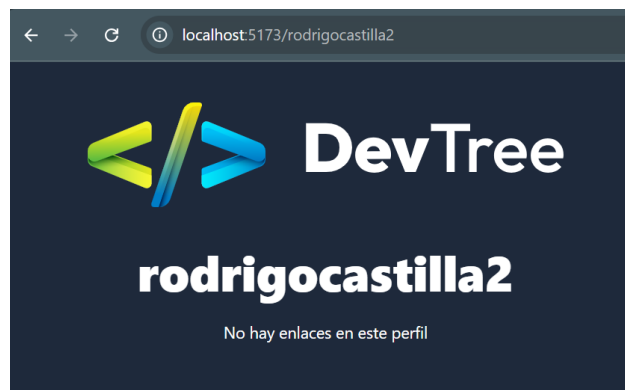 localhost:5173/rodrigocastilla2
DevTree
rodrigocastilla2
No hay enlaces en este perfil